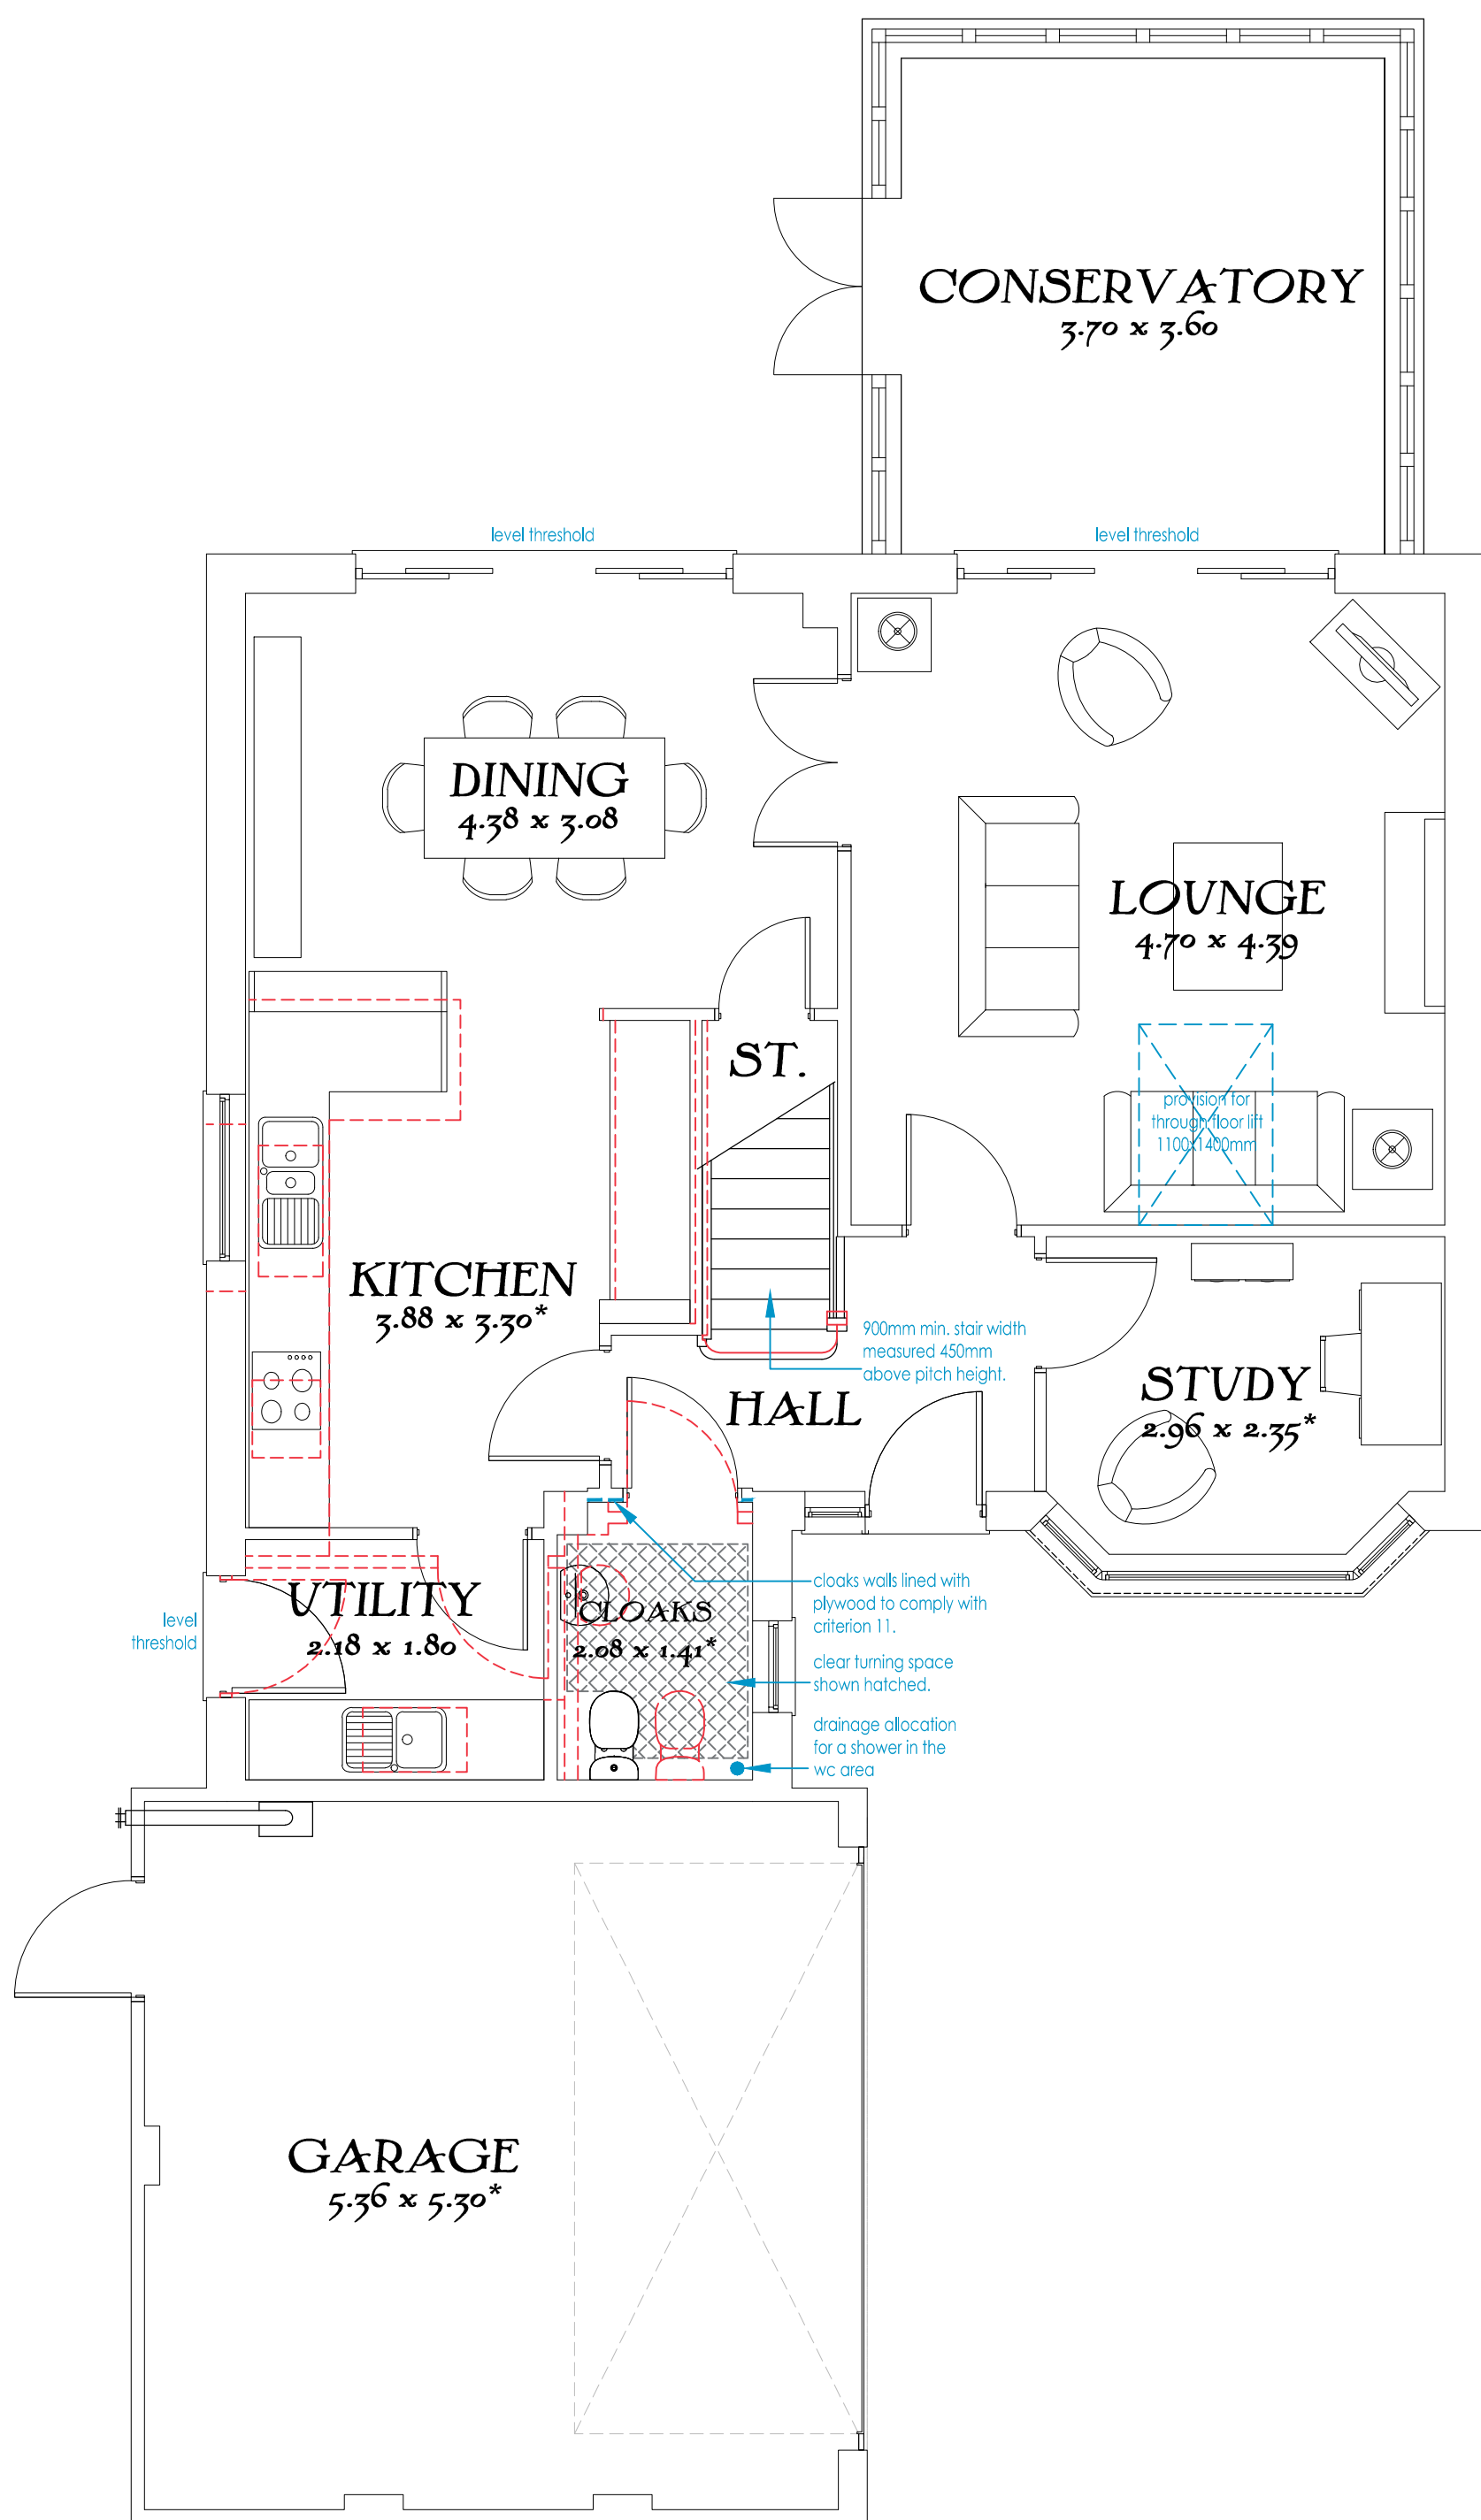 CONSERVATORY
3.70 x 3.60
level threshold
level threshold
DINING
4.38 x 3.08
LOUNGE
4.70 x 4.39
ST.
provision for
through floor lift
1100x1400mm
KITCHEN
3.88 x 3.30*
900mm min. stair width
measured 450mm
above pitch height.
HALL
STUDY
2.96 x 2.35*
UTILITY
2.18 x 1.80
level
threshold
CLOAKS
2.08 x 1.41*
cloaks walls lined with
plywood to comply with
criterion 11.
clear turning space
shown hatched.
drainage allocation
for a shower in the
wc area
GARAGE
5.36 x 5.30*